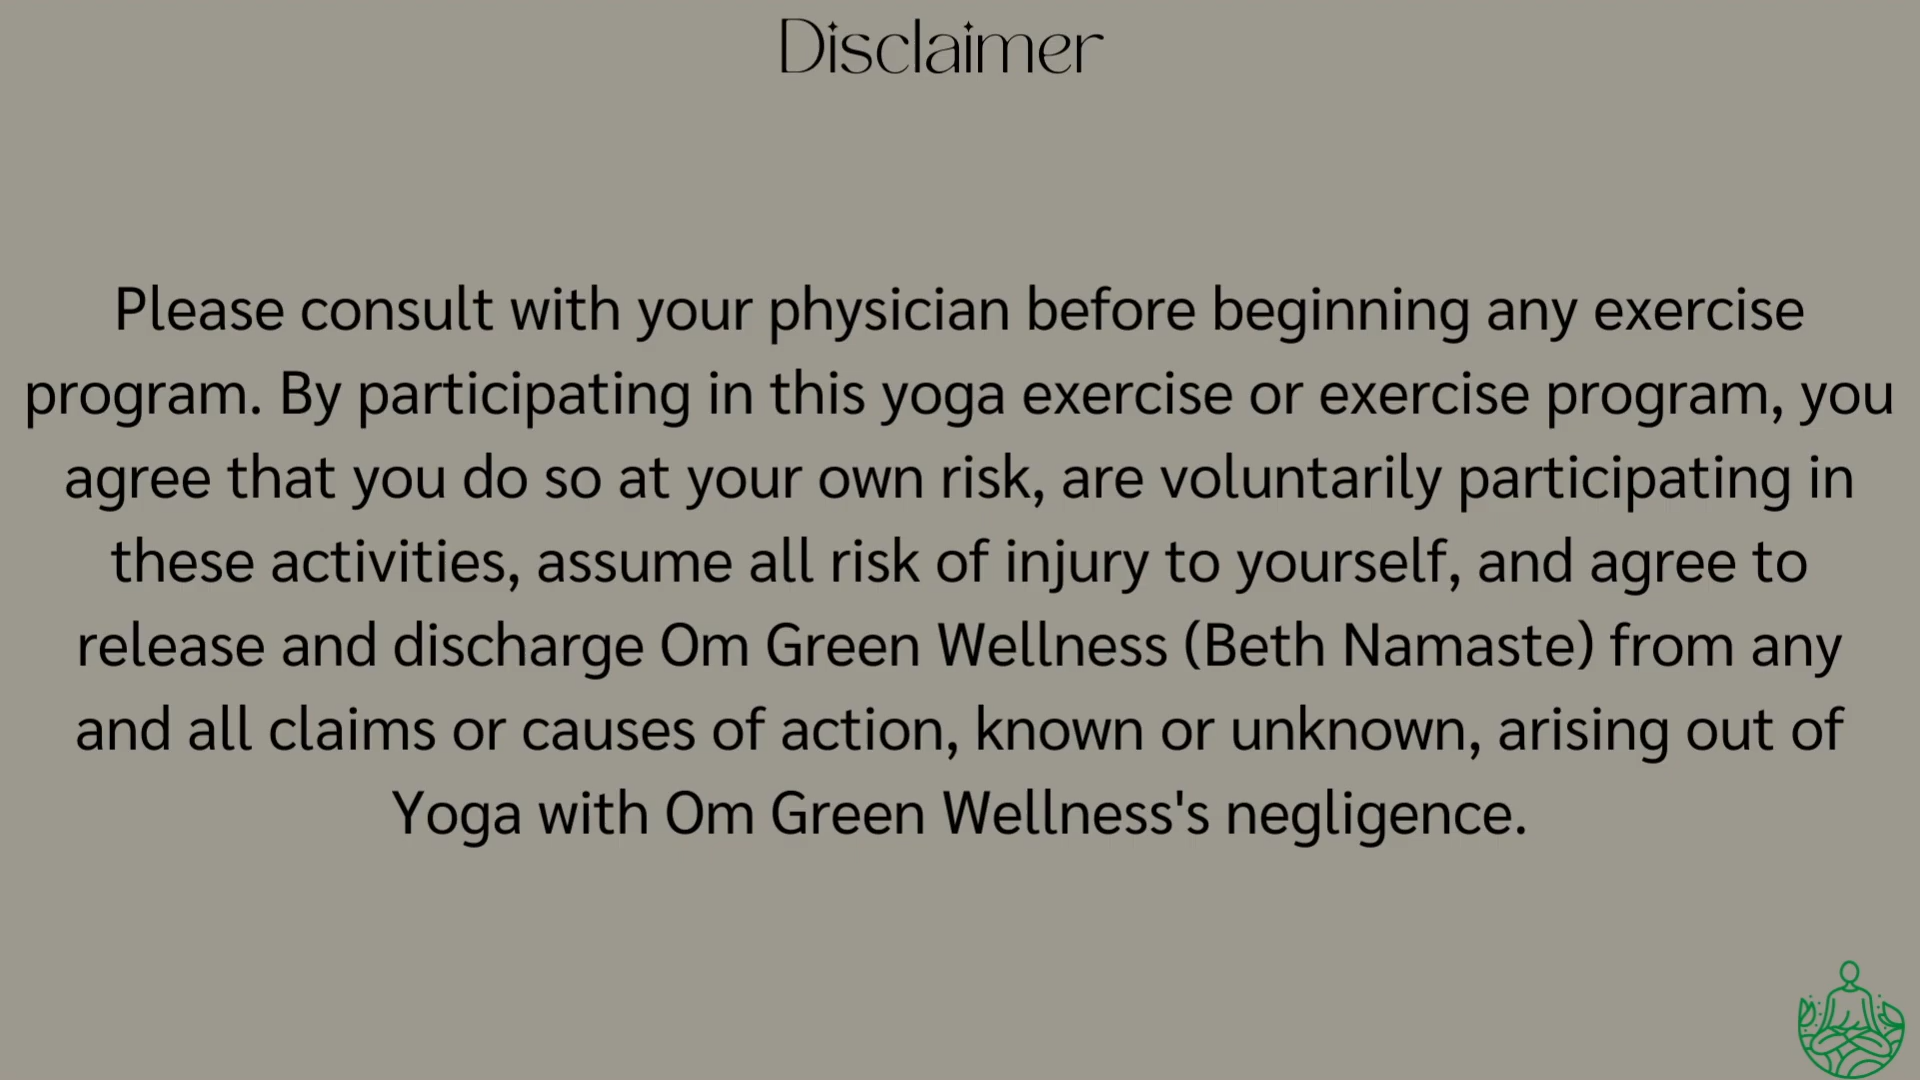 Disclaimer
Please consult with your physician before beginning any exercise
program. By participating in this yoga exercise or exercise program, you
agree that you do so at your own risk, are voluntarily participating in
these activities, assume all risk of injury to yourself, and agree to
release and discharge Om Green Wellness (Beth Namaste) from any
and all claims or causes of action, known or unknown, arising out of
Yoga with Om Green Wellness's negligence.